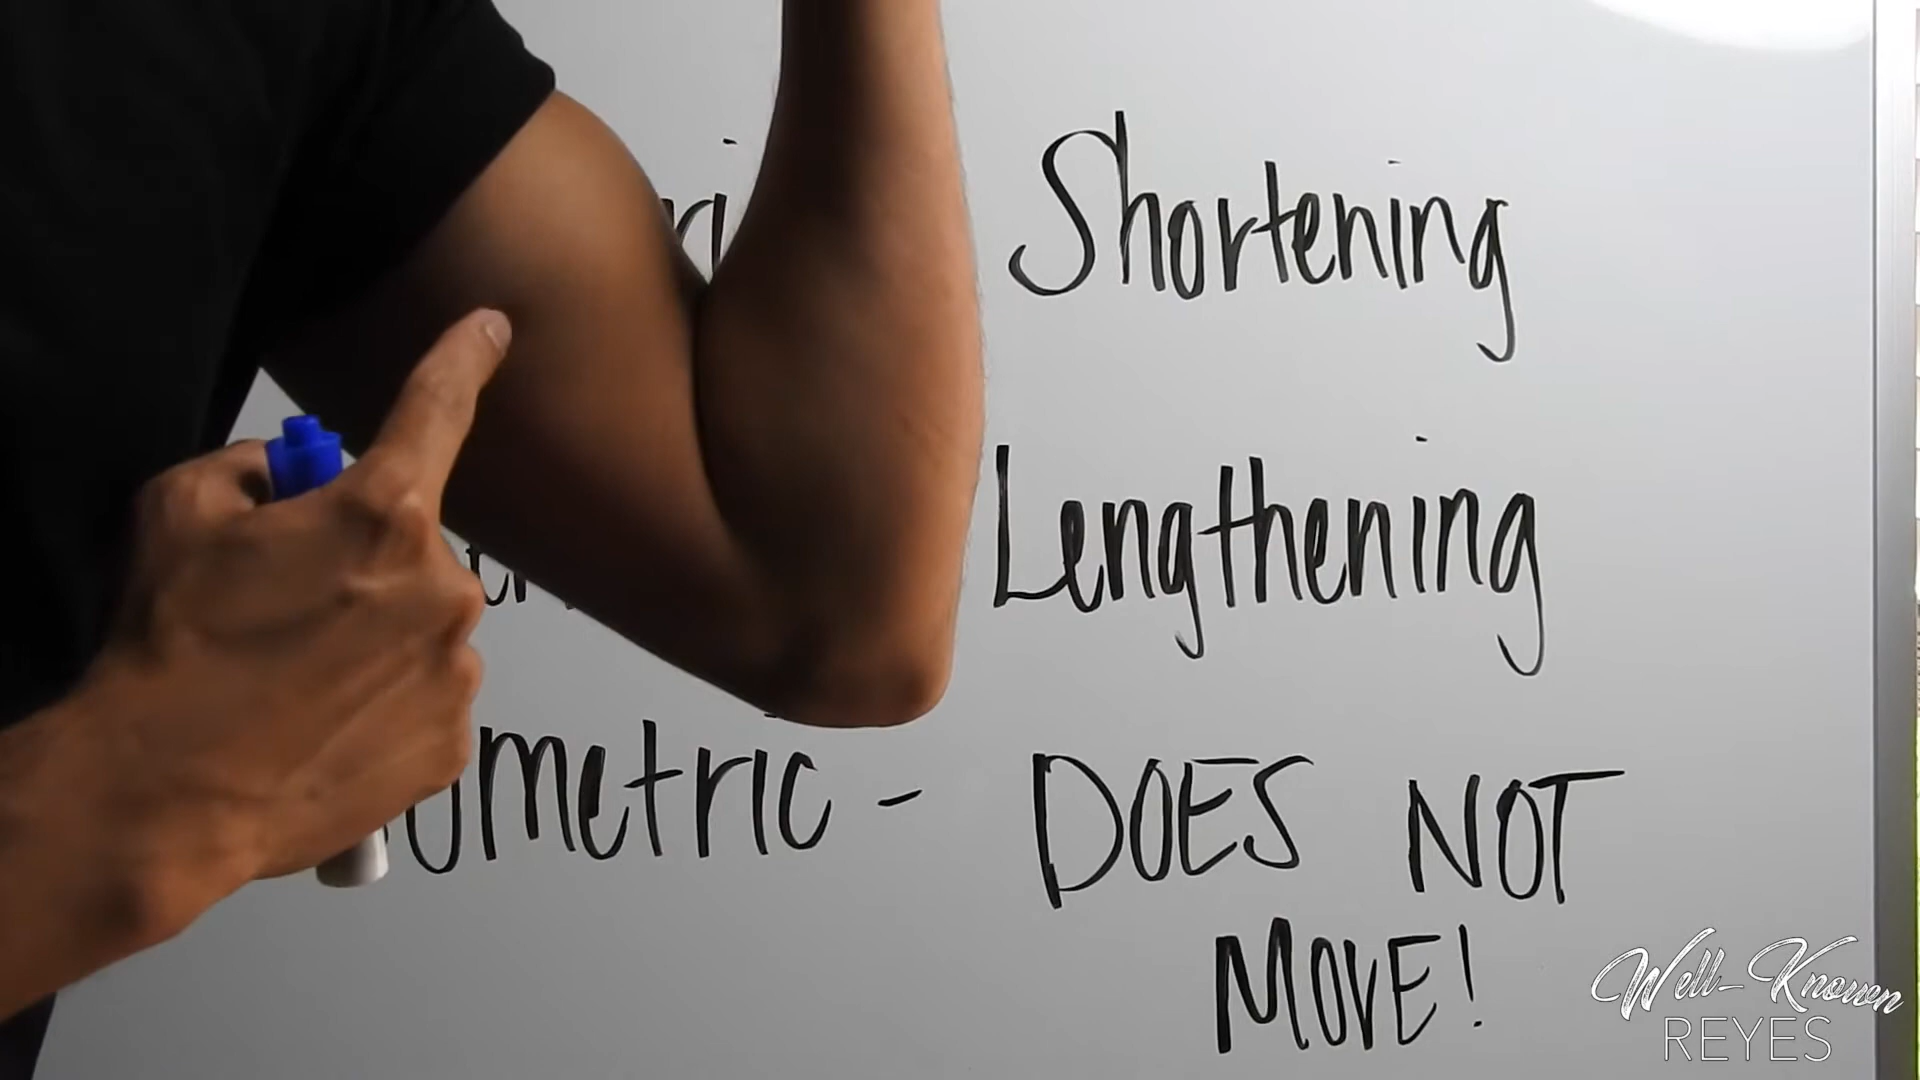 Shortening
Lengthening
ometric - DOES NOT
MOVE!
Well-Known
REYES